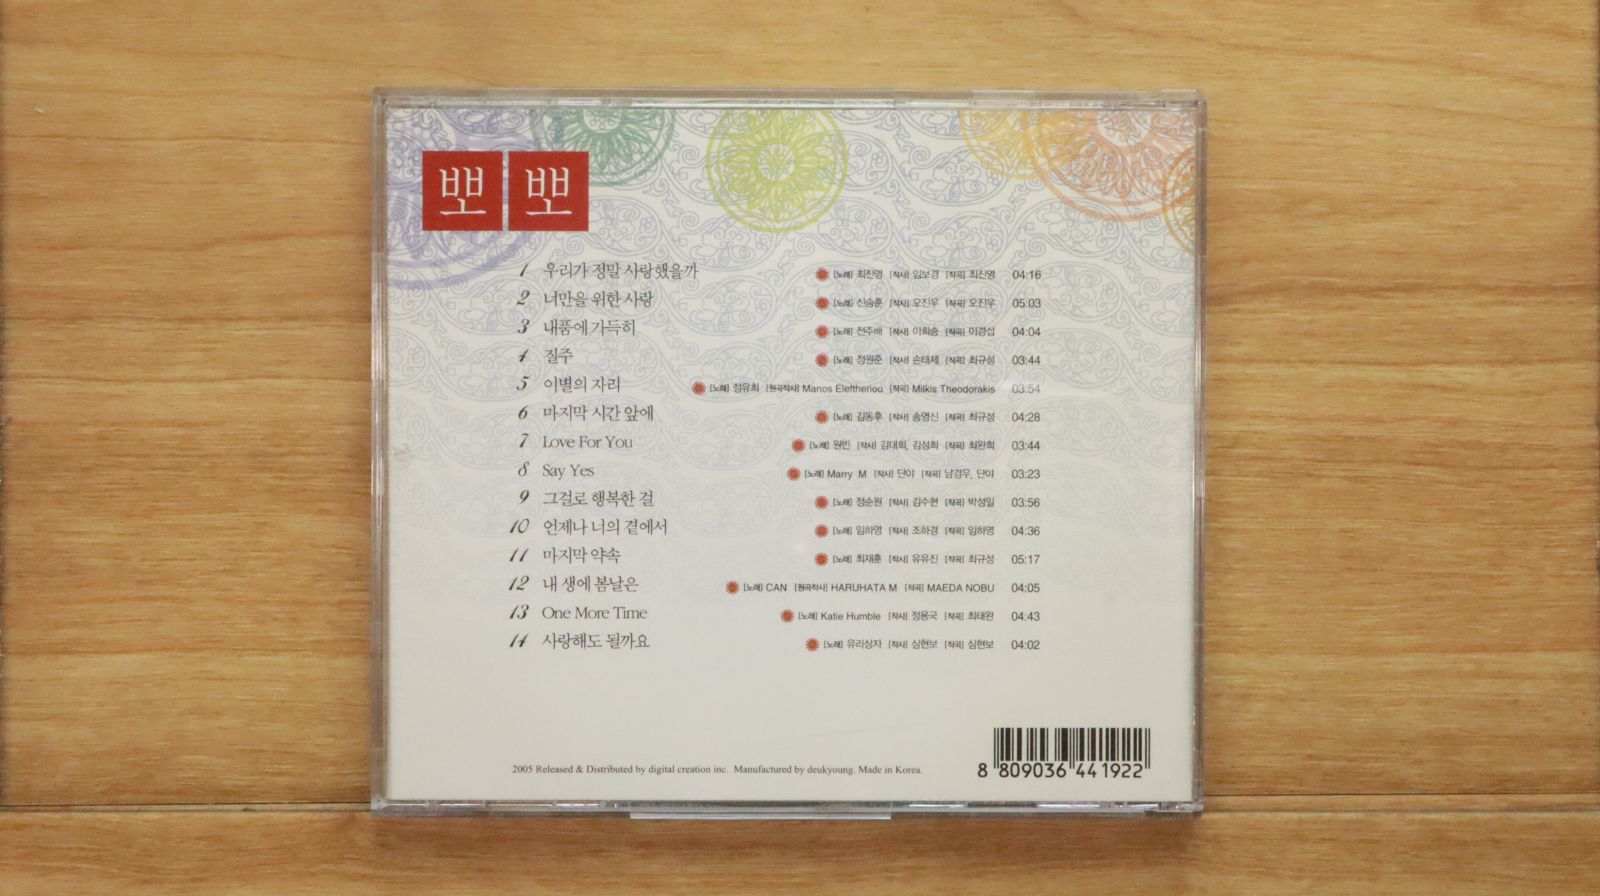 뽀 뽀
1 우리가 정말 사랑했을까 [노래] 최진영 [작사] 임보경 [작곡] 최진영 04:16
2 너만을 위한 사랑 [노래] 신승훈 [작사] 오진우 [작곡] 오진우 05:03
3 내품에 가득히 [노래] 전주배 [작사] 이희승 [작곡] 이경섭 04:04
4 질주 [노래] 정원준 [작사] 손태제 [작곡] 최규성 03:44
5 이별의 자리 [노래] 정유희 [원곡작사] Manos Eleftheriou [작곡] Milkis Theodorakis 03:54
6 마지막 시간 앞에 [노래] 김동후 [작사] 송영신 [작곡] 최규성 04:28
7 Love For You [노래] 원빈 [작사] 김대희, 김성희 [작곡] 최완희 03:44
8 Say Yes [노래] Marry M [작사] 단야 [작곡] 남경우, 단야 03:23
9 그걸로 행복한 걸 [노래] 정순원 [작사] 김수현 [작곡] 박성일 03:56
10 언제나 너의 곁에서 [노래] 임하영 [작사] 조하경 [작곡] 임하영 04:36
11 마지막 약속 [노래] 최재훈 [작사] 유유진 [작곡] 최규성 05:17
12 내 생에 봄날은 [노래] CAN [원곡작사] HARUHATA M [작곡] MAEDA NOBU 04:05
13 One More Time [노래] Katie Humble [작사] 정용국 [작곡] 최태완 04:43
14 사랑해도 될까요 [노래] 유리상자 [작사] 심현보 [작곡] 심현보 04:02
2005 Released & Distributed by digital creation inc. Manufactured by deukyoung. Made in Korea.
8 809036 441922